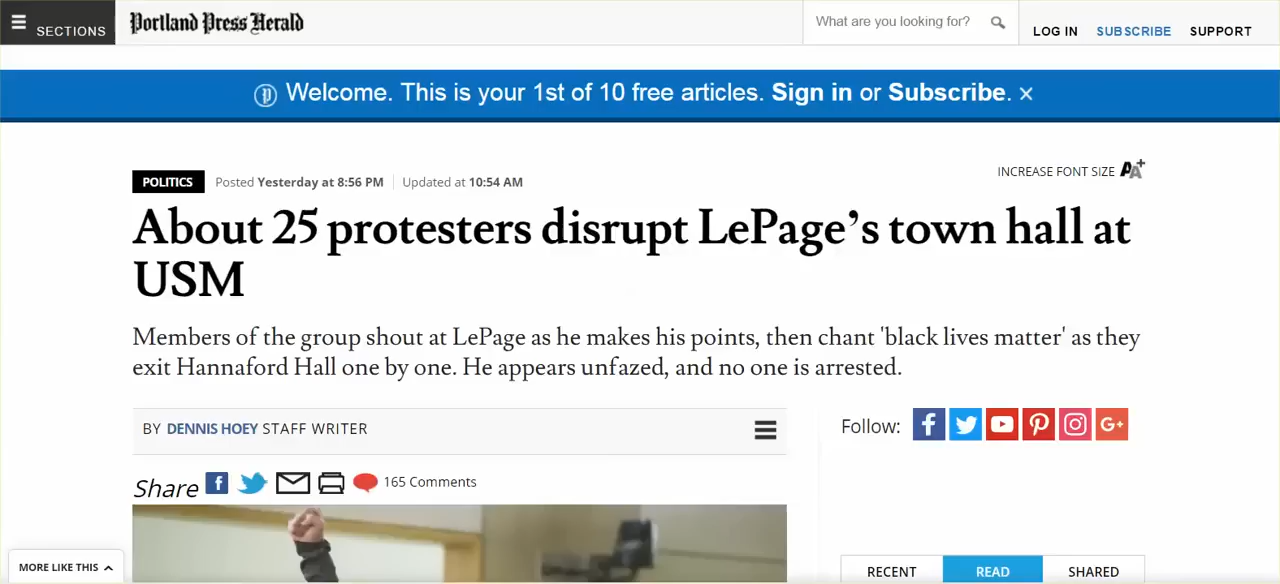 SECTIONS
Portland Press Herald
What are you looking for?
LOG IN SUBSCRIBE SUPPORT
Welcome. This is your 1st of 10 free articles. Sign in or Subscribe. ×
INCREASE FONT SIZE AA+
POLITICS Posted Yesterday at 8:56 PM Updated at 10:54 AM
About 25 protesters disrupt LePage’s town hall at
USM
Members of the group shout at LePage as he makes his points, then chant 'black lives matter' as they
exit Hannaford Hall one by one. He appears unfazed, and no one is arrested.
BY DENNIS HOEY STAFF WRITER
Follow:
Share 165 Comments
MORE LIKE THIS
RECENT READ SHARED